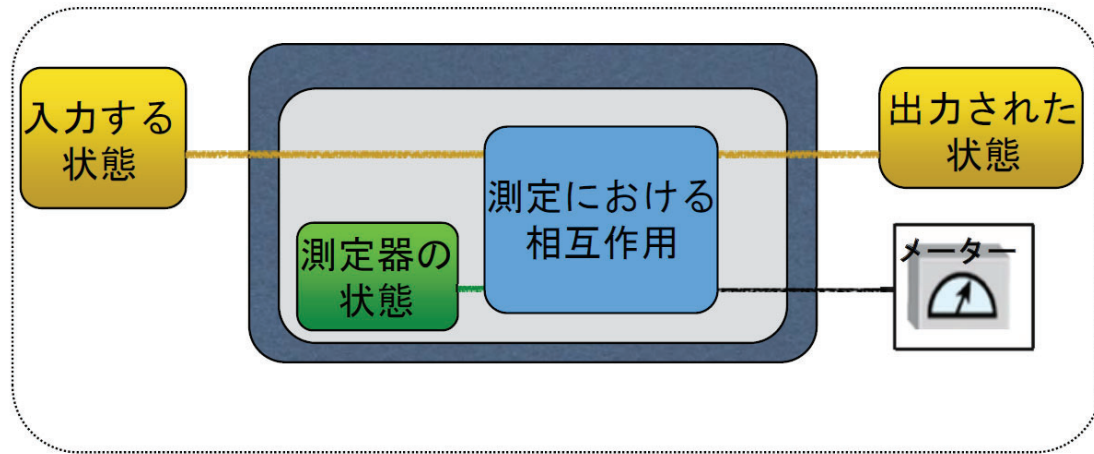 入力する
状態
測定器の
状態
測定における
相互作用
出力された
状態
メーター